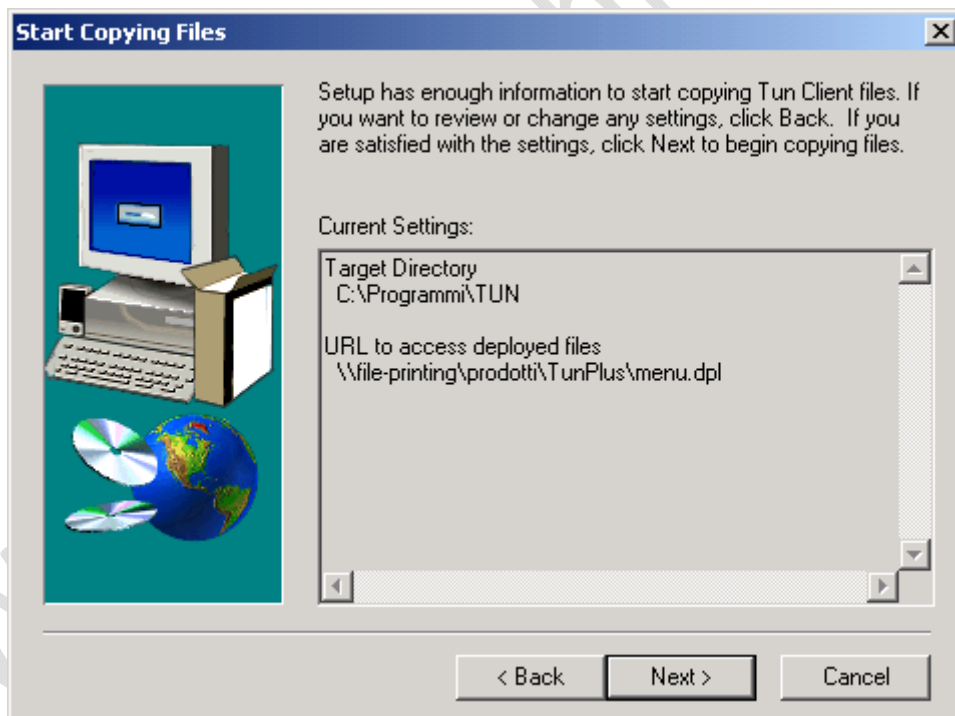 Start Copying Files
Setup has enough information to start copying Tun Client files. If
you want to review or change any settings, click Back. If you
are satisfied with the settings, click Next to begin copying files.
Current Settings:
Target Directory
C:\Programmi\TUN
URL to access deployed files
\\file-printing\prodotti\TunPlus\menu.dpl
< Back
Next >
Cancel